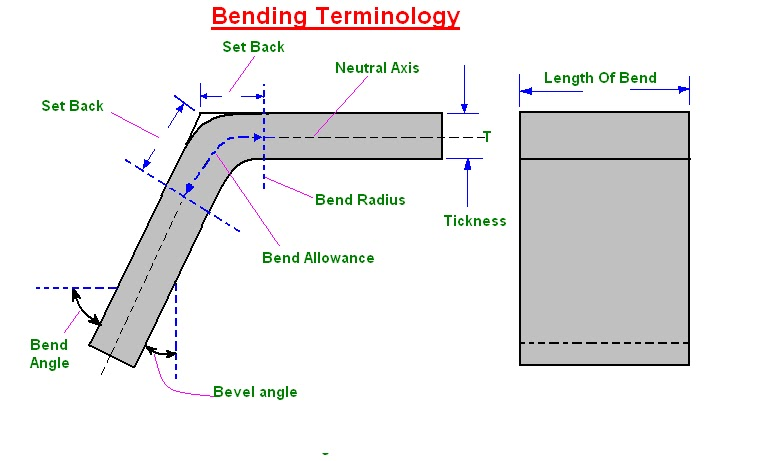 Bending Terminology
Set Back
Neutral Axis
Length Of Bend
Set Back
T
Bend Radius
Tickness
Bend Allowance
Bend
Angle
Bevel angle